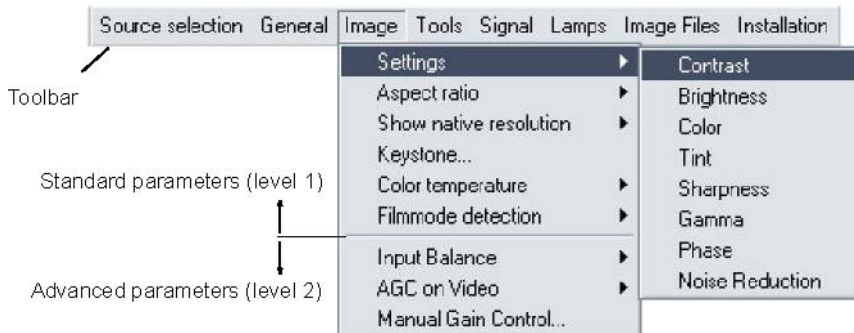 Source selection General Image Tools Signal Lamps Image Files Installation
Toolbar
Settings
Aspect ratio
Show native resolution
Keystone...
Color temperature
Filmmode detection
Input Balance
AGC on Video
Manual Gain Control...
Contrast
Brightness
Color
Tint
Sharpness
Gamma
Phase
Noise Reduction
Standard parameters (level 1)
Advanced parameters (level 2)